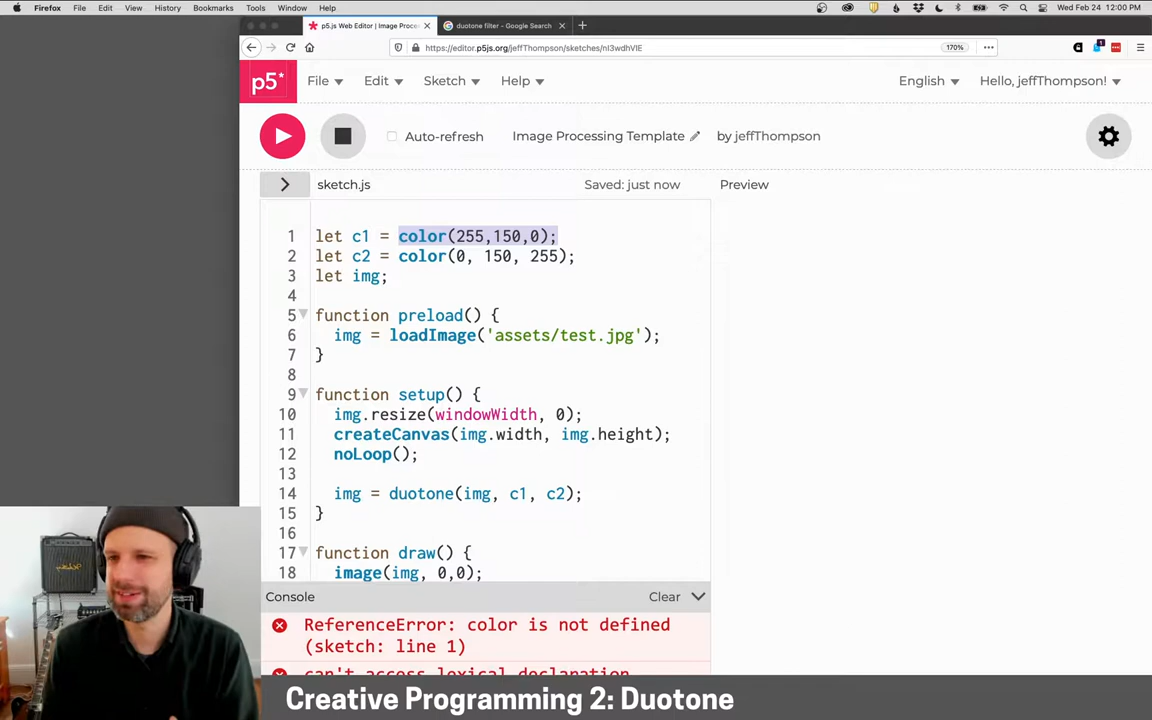 Firefox File Edit View History Bookmarks Tools Window Help Wed Feb 24 12:00 PM
p5.js Web Editor | Image Proce duotone filter - Google Search
https://editor.p5js.org/jeffThompson/sketches/nI3wdhVIE 170%
p5* File Edit Sketch Help English Hello, jeffThompson!
Auto-refresh Image Processing Template by jeffThompson
sketch.js Saved: just now Preview
1 let c1 = color(255,150,0);
2 let c2 = color(0, 150, 255);
3 let img;
4
5 function preload() {
6 img = loadImage('assets/test.jpg');
7 }
8
9 function setup() {
10 img.resize(windowWidth, 0);
11 createCanvas(img.width, img.height);
12 noLoop();
13
14 img = duotone(img, c1, c2);
15 }
16
17 function draw() {
18 image(img, 0,0);
Console Clear
ReferenceError: color is not defined
(sketch: line 1)
can't access lexical declaration
Creative Programming 2: Duotone